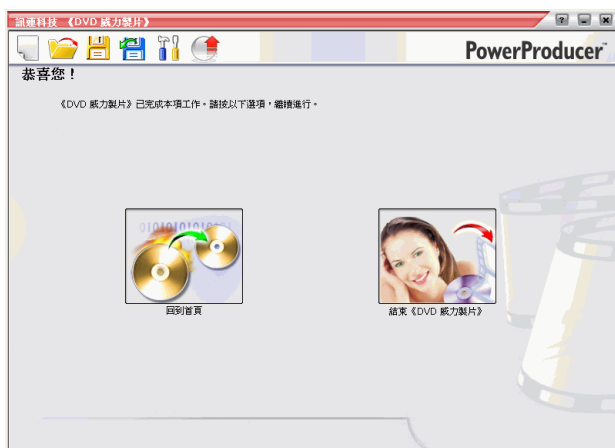 訊連科技 《DVD 威力製片》
PowerProducer
恭喜您！
《DVD 威力製片》已完成本項工作。請按以下選項，繼續進行。
010101010101
回到首頁
結束《DVD 威力製片》